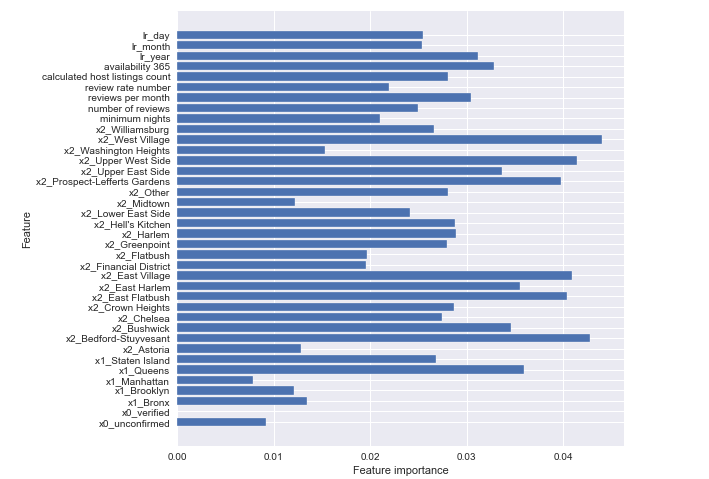 lr_day
lr_month
lr_year
availability 365
calculated host listings count
review rate number
reviews per month
number of reviews
minimum nights
x2_Williamsburg
x2_West Village
x2_Washington Heights
x2_Upper West Side
x2_Upper East Side
x2_Prospect-Lefferts Gardens
x2_Other
x2_Midtown
x2_Lower East Side
x2_Hell's Kitchen
x2_Harlem
x2_Greenpoint
x2_Flatbush
x2_Financial District
x2_East Village
x2_East Harlem
x2_East Flatbush
x2_Crown Heights
x2_Chelsea
x2_Bushwick
x2_Bedford-Stuyvesant
x2_Astoria
x1_Staten Island
x1_Queens
x1_Manhattan
x1_Brooklyn
x1_Bronx
x0_verified
x0_unconfirmed
Feature
0.00 0.01 0.02 0.03 0.04
Feature importance